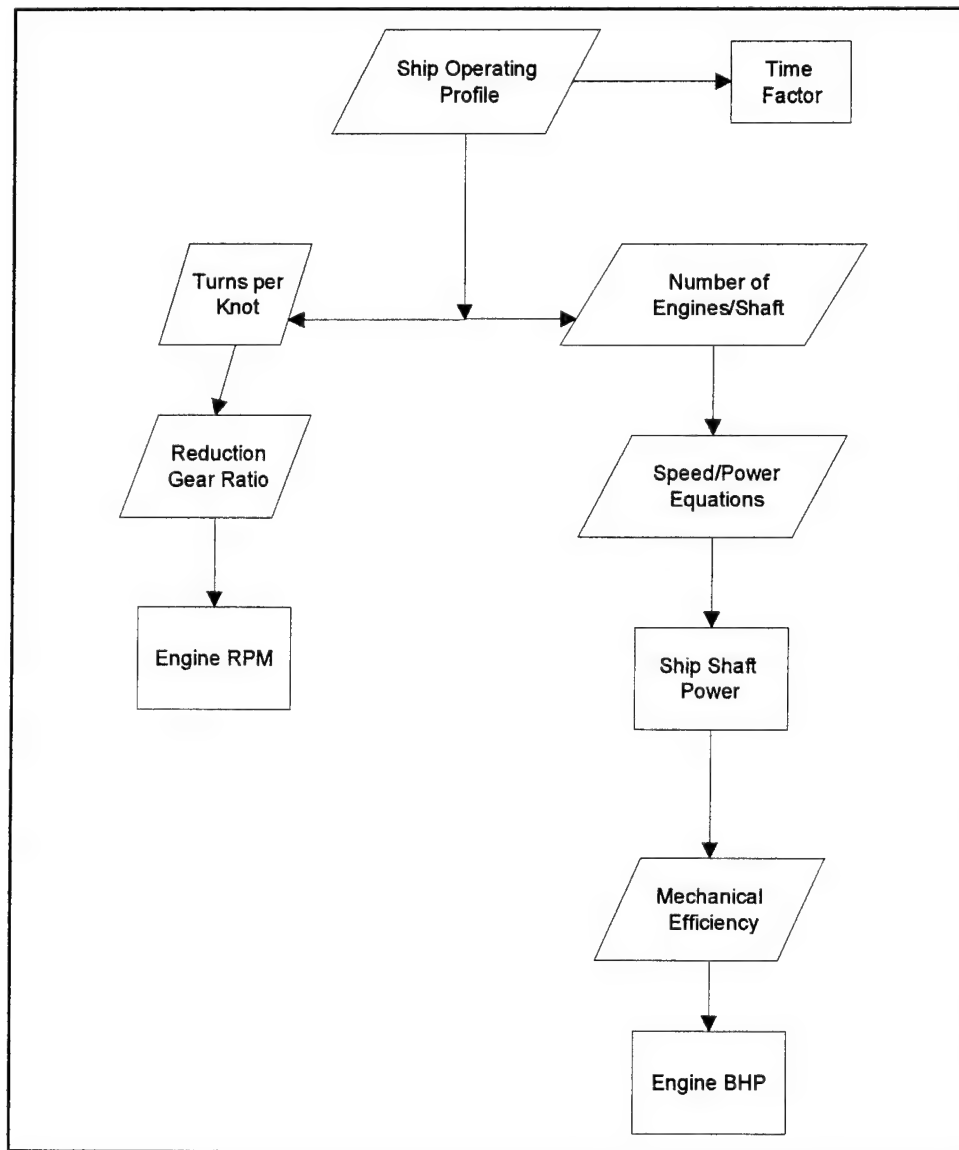 Ship Operating
Profile
Time
Factor
Turns per
Knot
Number of
Engines/Shaft
Reduction
Gear Ratio
Speed/Power
Equations
Engine RPM
Ship Shaft
Power
Mechanical
Efficiency
Engine BHP